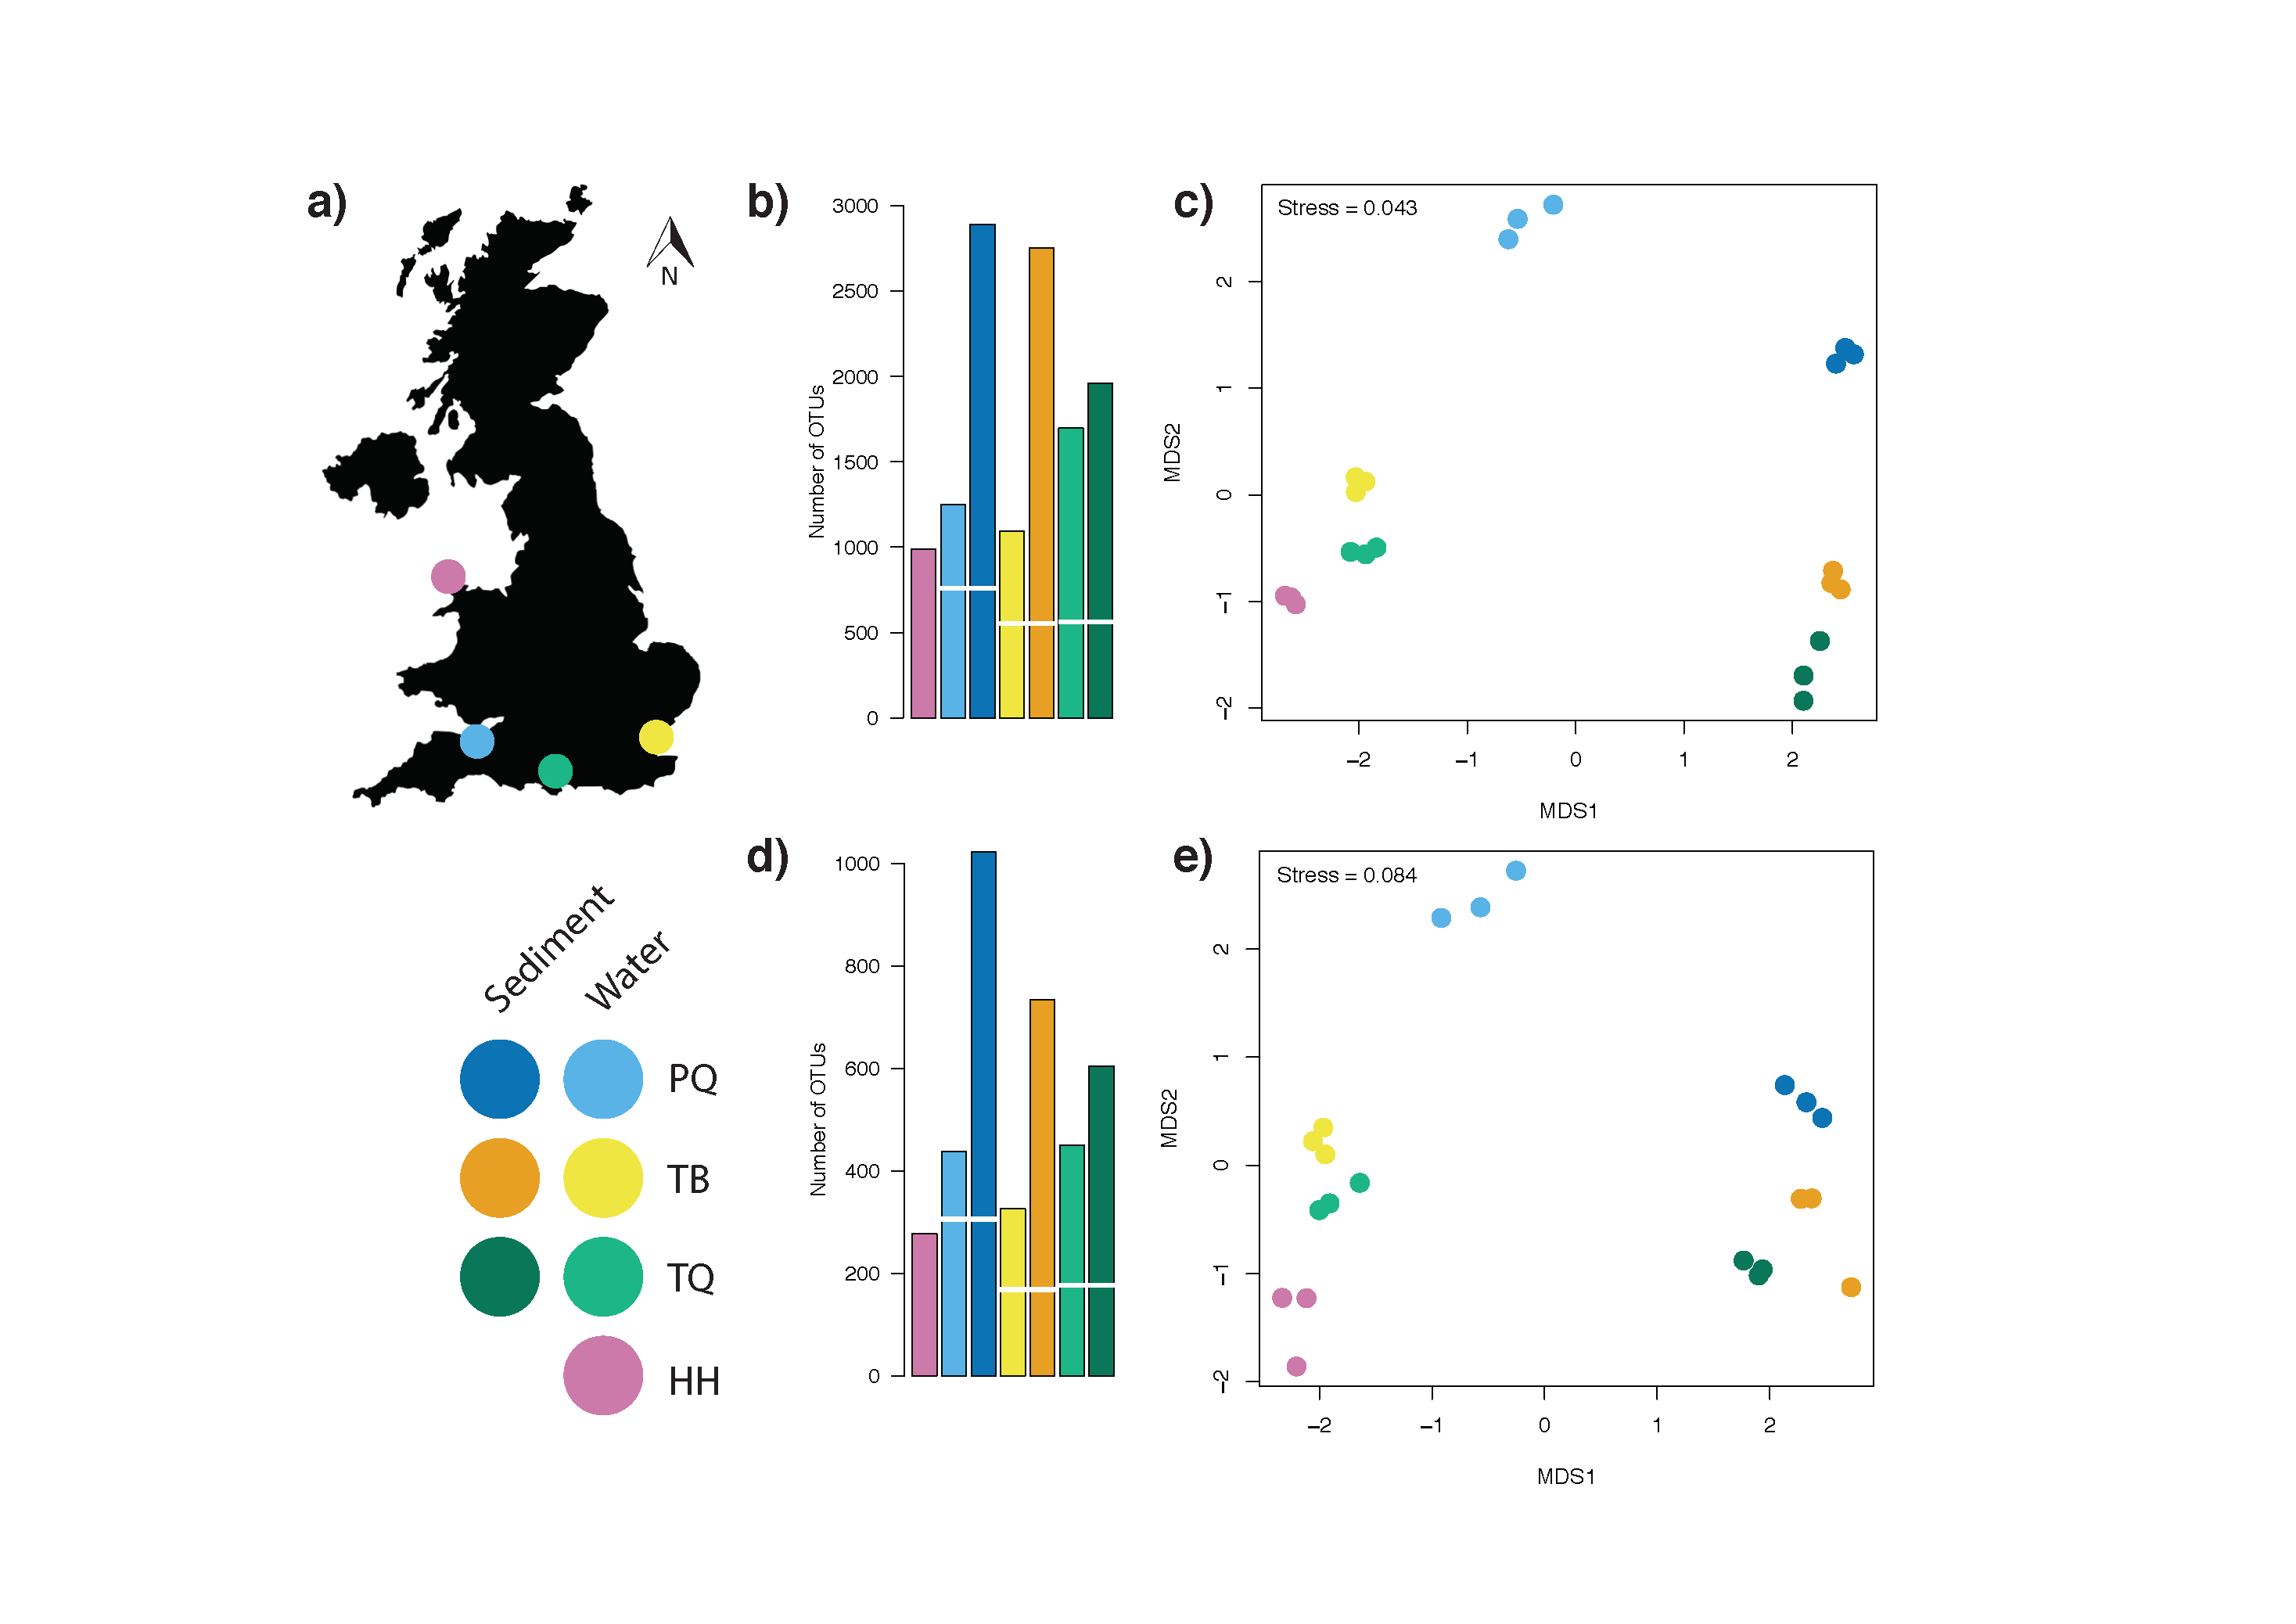 a)
N
b)
3000
2500
2000
1500
1000
500
0
Number of OTUs
c)
Stress = 0.043
2
1
0
−1
−2
MDS2
−2 −1 0 1 2
MDS1
Sediment Water
PQ
TB
TQ
HH
d)
1000
800
600
400
200
0
Number of OTUs
e)
Stress = 0.084
2
1
0
−1
−2
MDS2
−2 −1 0 1 2
MDS1